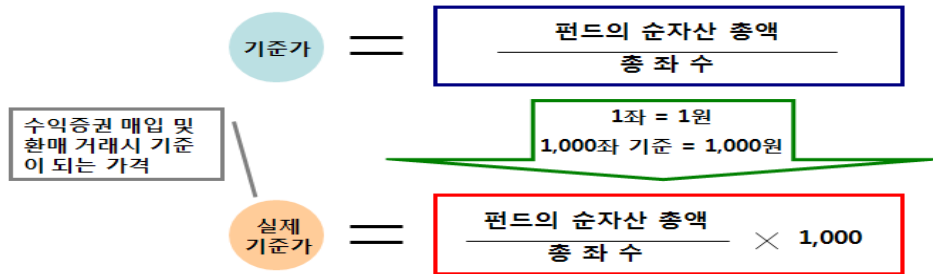 기준가
펀드의 순자산 총액
총 좌 수
1좌 = 1원
1,000좌 기준 = 1,000원
수익증권 매입 및
환매 거래시 기준
이 되는 가격
실제
기준가
펀드의 순자산 총액
총 좌 수
× 1,000